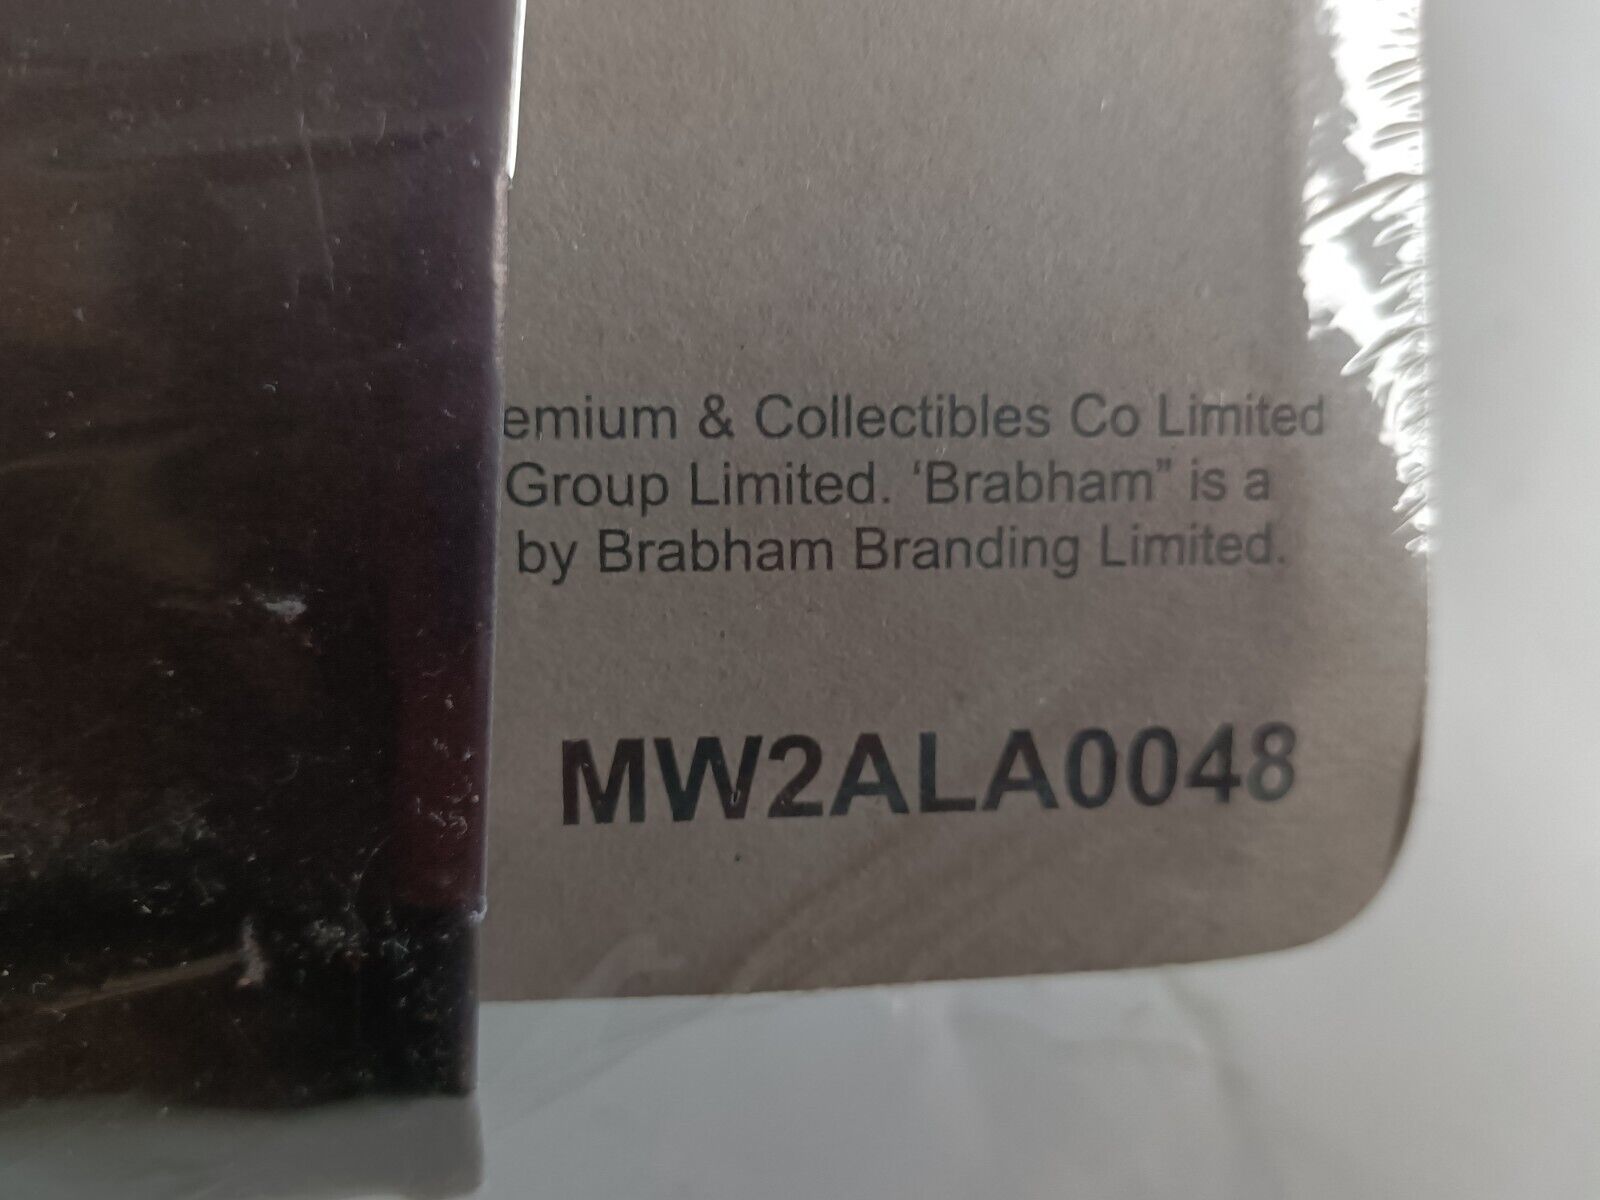 emium & Collectibles Co Limited
Group Limited. ‘Brabham” is a
by Brabham Branding Limited.
MW2ALA0048